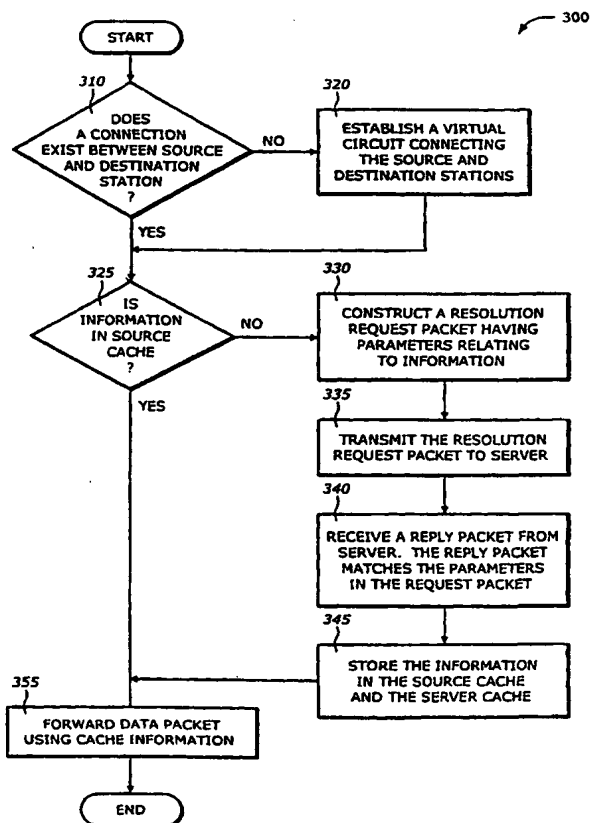 300
START
310
DOES
A CONNECTION
EXIST BETWEEN SOURCE
AND DESTINATION
STATION
?
NO
320
ESTABLISH A VIRTUAL
CIRCUIT CONNECTING
THE SOURCE AND
DESTINATION STATIONS
YES
325
IS
INFORMATION
IN SOURCE
CACHE
?
NO
330
CONSTRUCT A RESOLUTION
REQUEST PACKET HAVING
PARAMETERS RELATING
TO INFORMATION
YES
335
TRANSMIT THE RESOLUTION
REQUEST PACKET TO SERVER
340
RECEIVE A REPLY PACKET FROM
SERVER. THE REPLY PACKET
MATCHES THE PARAMETERS
IN THE REQUEST PACKET
345
STORE THE INFORMATION
IN THE SOURCE CACHE
AND THE SERVER CACHE
355
FORWARD DATA PACKET
USING CACHE INFORMATION
END